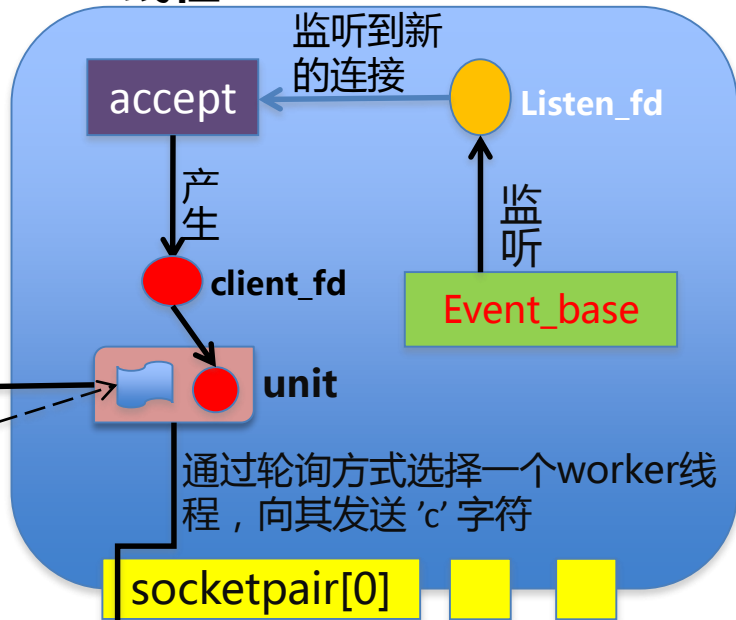 监听到新
的连接
accept
Listen_fd
产
生
监
听
client_fd
Event_base
unit
通过轮询方式选择一个worker线
程，向其发送 ‘c’ 字符
socketpair[0]